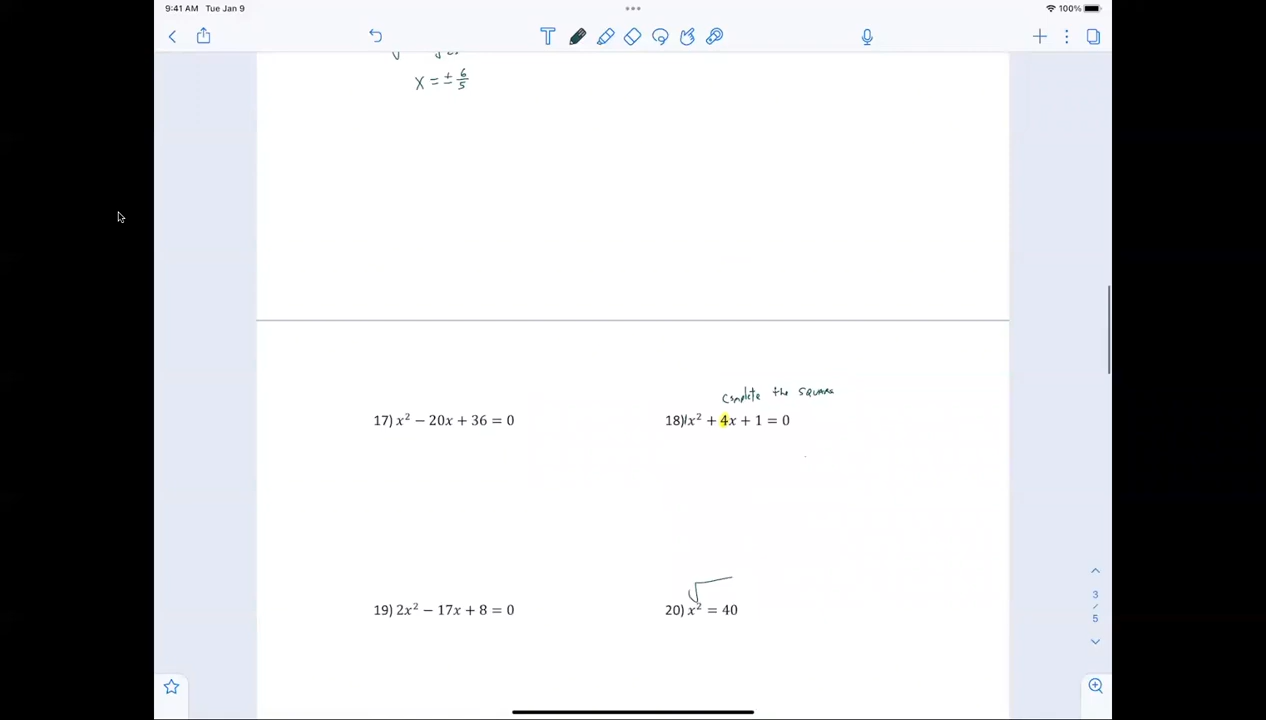 9:41 AM Tue Jan 9
100%
x = ± 6/5
complete the square
17) x² − 20x + 36 = 0
18) 1x² + 4x + 1 = 0
√
19) 2x² − 17x + 8 = 0
20) x² = 40
3
/
5